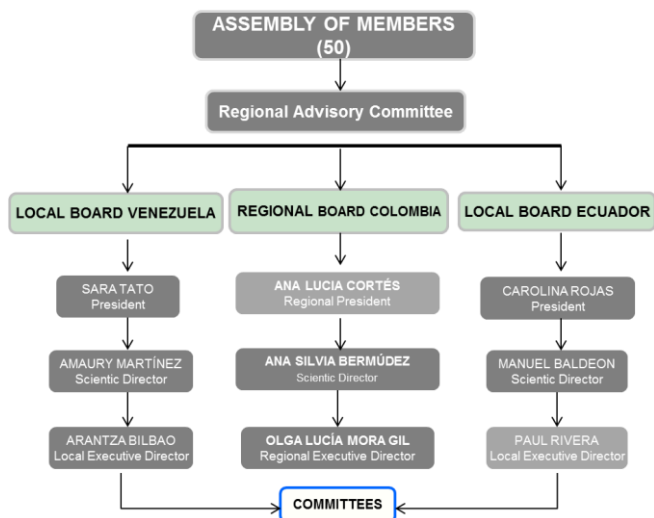 ASSEMBLY OF MEMBERS
(50)
Regional Advisory Committee
LOCAL BOARD VENEZUELA
REGIONAL BOARD COLOMBIA
LOCAL BOARD ECUADOR
SARA TATO
President
ANA LUCIA CORTÉS
Regional President
CAROLINA ROJAS
President
AMAURY MARTÍNEZ
Scientic Director
ANA SILVIA BERMÚDEZ
Scientic Director
MANUEL BALDEON
Scientic Director
ARANTZA BILBAO
Local Executive Director
OLGA LUCÍA MORA GIL
Regional Executive Director
PAUL RIVERA
Local Executive Director
COMMITTEES